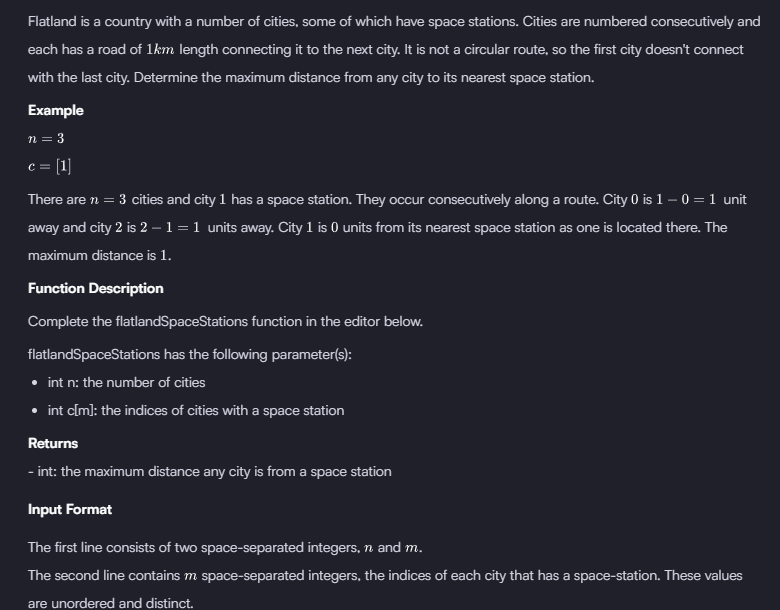 Flatland is a country with a number of cities, some of which have space stations. Cities are numbered consecutively and
each has a road of 1km length connecting it to the next city. It is not a circular route, so the first city doesn't connect
with the last city. Determine the maximum distance from any city to its nearest space station.
Example
n = 3
c = [1]
There are n = 3 cities and city 1 has a space station. They occur consecutively along a route. City 0 is 1 − 0 = 1 unit
away and city 2 is 2 − 1 = 1 units away. City 1 is 0 units from its nearest space station as one is located there. The
maximum distance is 1.
Function Description
Complete the flatlandSpaceStations function in the editor below.
flatlandSpaceStations has the following parameter(s):
• int n: the number of cities
• int c[m]: the indices of cities with a space station
Returns
- int: the maximum distance any city is from a space station
Input Format
The first line consists of two space-separated integers, n and m.
The second line contains m space-separated integers, the indices of each city that has a space-station. These values
are unordered and distinct.